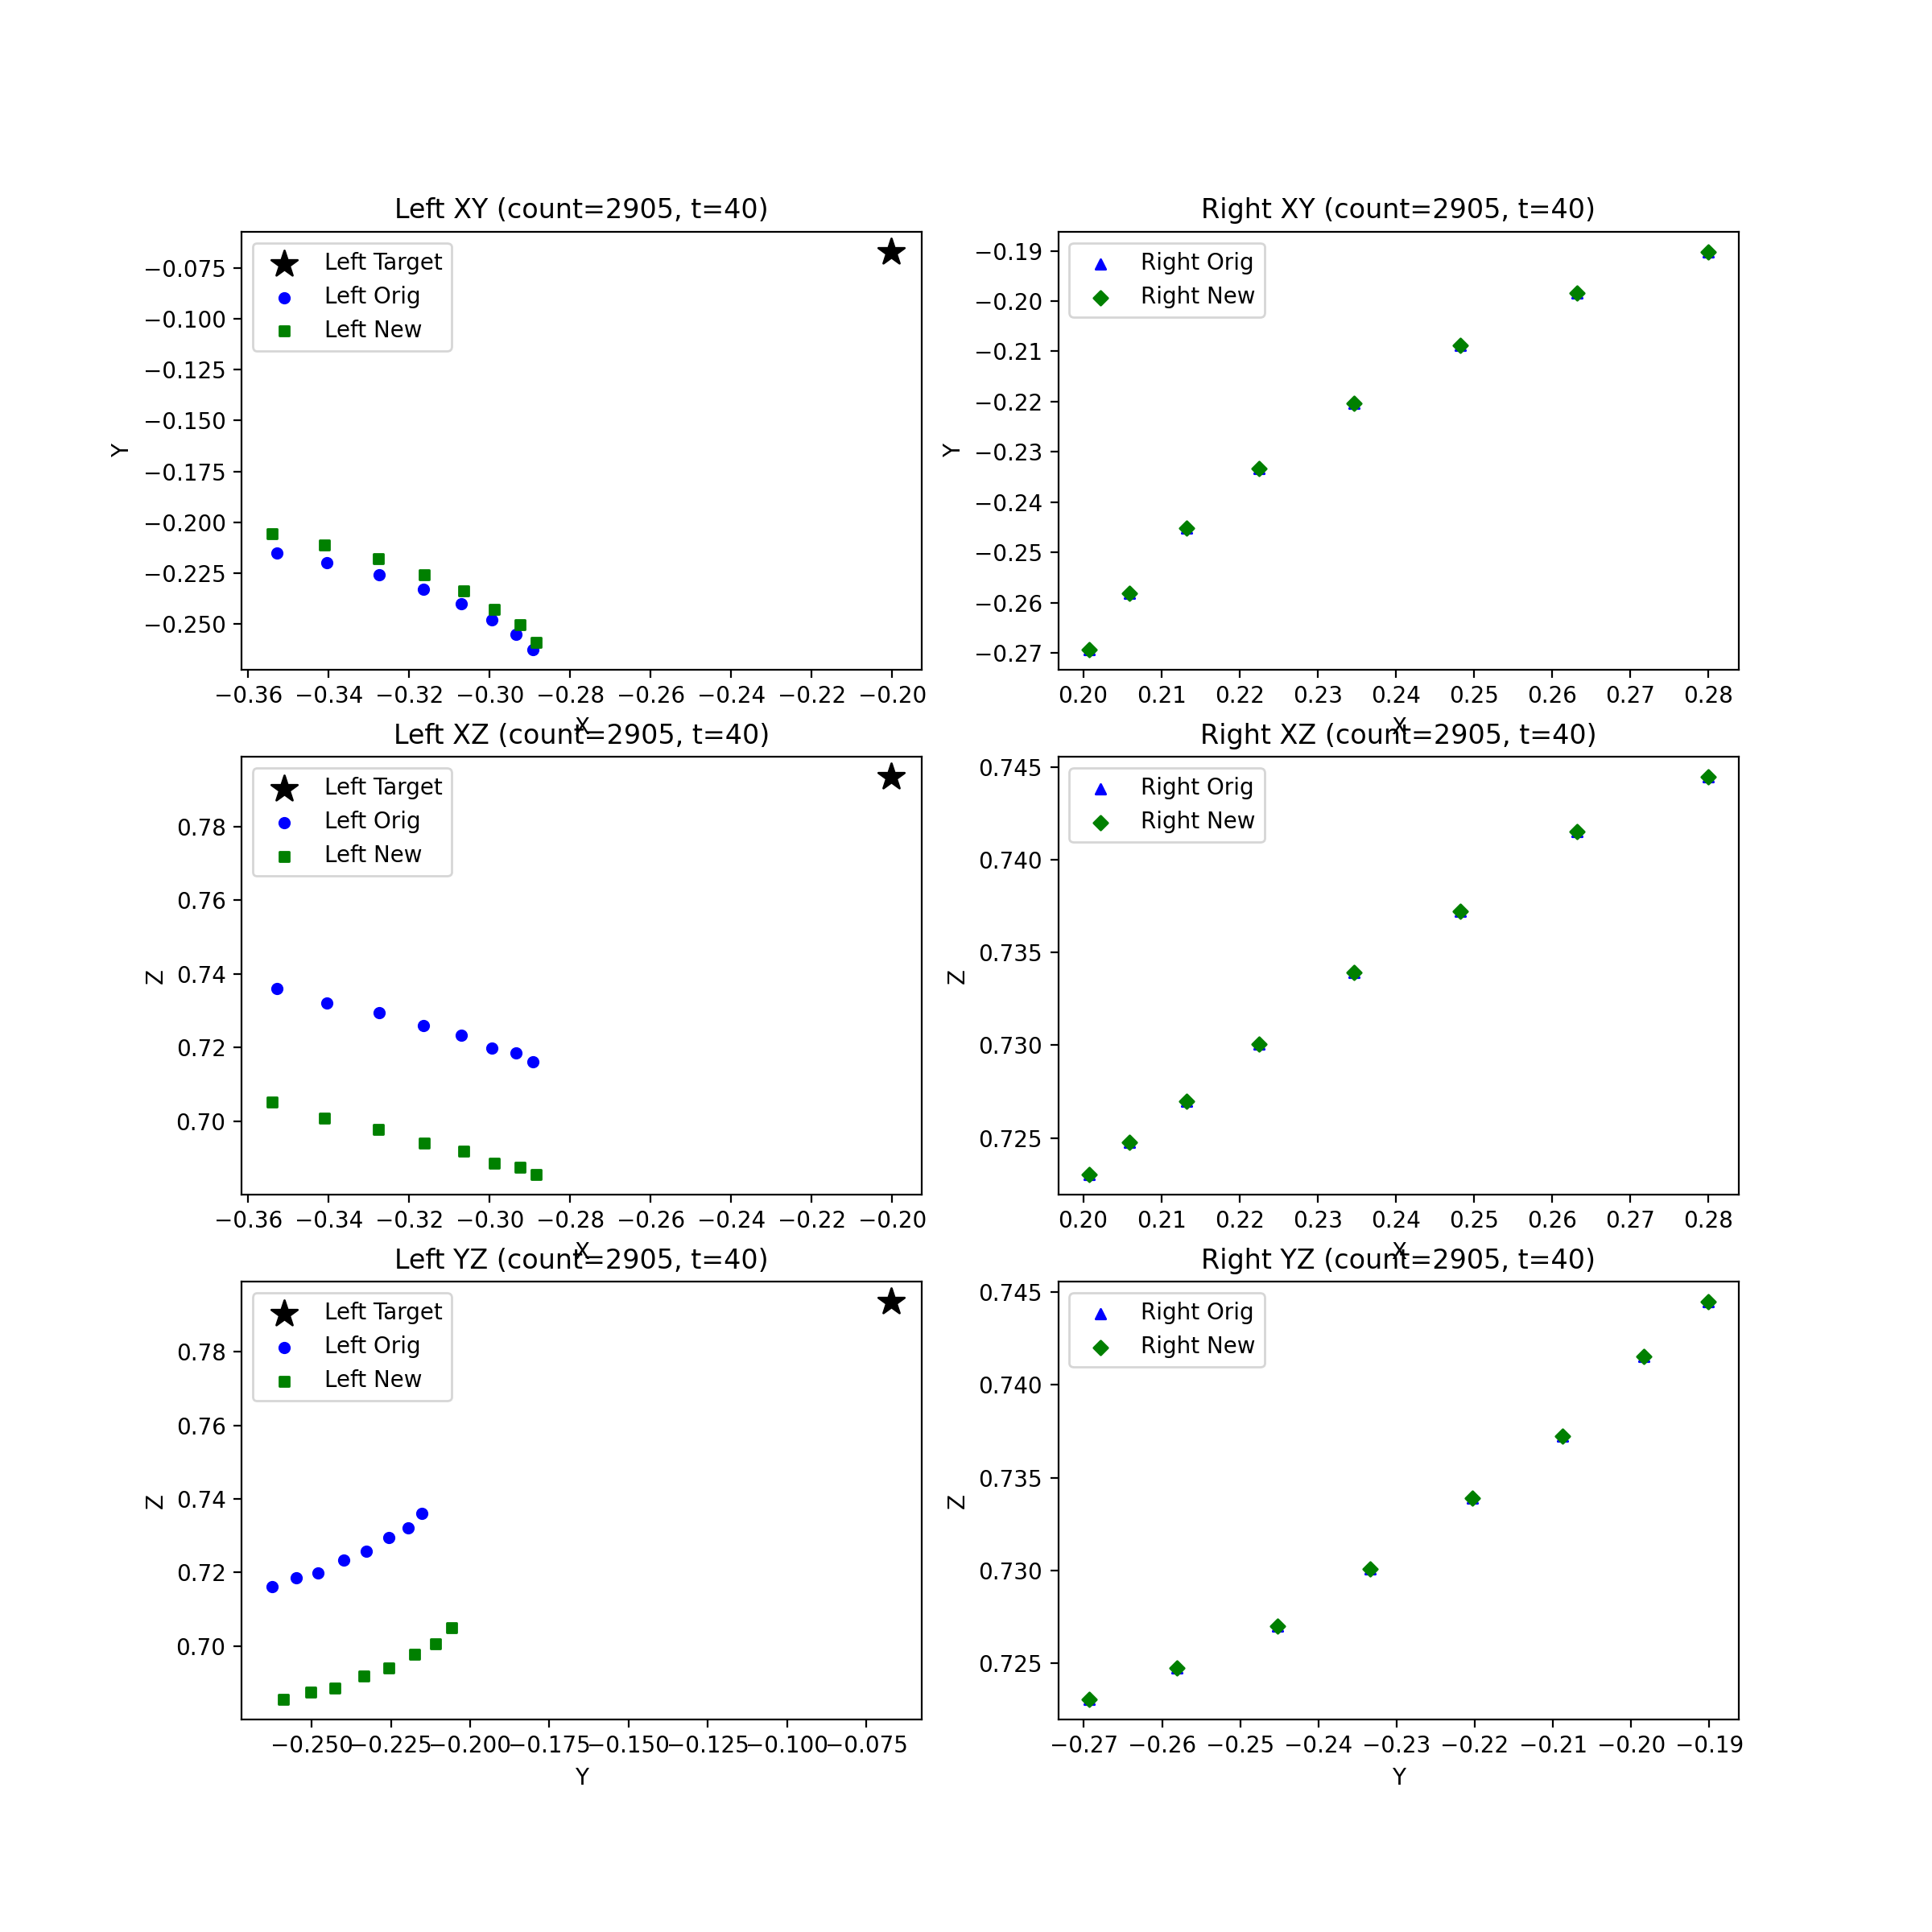 Left XY (count=2905, t=40)
Left Target
Left Orig
Left New
−0.075
−0.100
−0.125
−0.150
−0.175
−0.200
−0.225
−0.250
Y
−0.36
−0.34
−0.32
−0.30
−0.28
−0.26
−0.24
−0.22
−0.20
X
Right XY (count=2905, t=40)
Right Orig
Right New
−0.19
−0.20
−0.21
−0.22
−0.23
−0.24
−0.25
−0.26
−0.27
Y
0.20
0.21
0.22
0.23
0.24
0.25
0.26
0.27
0.28
X
Left XZ (count=2905, t=40)
Left Target
Left Orig
Left New
0.78
0.76
0.74
0.72
0.70
Z
−0.36
−0.34
−0.32
−0.30
−0.28
−0.26
−0.24
−0.22
−0.20
X
Right XZ (count=2905, t=40)
Right Orig
Right New
0.745
0.740
0.735
0.730
0.725
Z
0.20
0.21
0.22
0.23
0.24
0.25
0.26
0.27
0.28
X
Left YZ (count=2905, t=40)
Left Target
Left Orig
Left New
0.78
0.76
0.74
0.72
0.70
Z
−0.250
−0.225
−0.200
−0.175
−0.150
−0.125
−0.100
−0.075
Y
Right YZ (count=2905, t=40)
Right Orig
Right New
0.745
0.740
0.735
0.730
0.725
Z
−0.27
−0.26
−0.25
−0.24
−0.23
−0.22
−0.21
−0.20
−0.19
Y